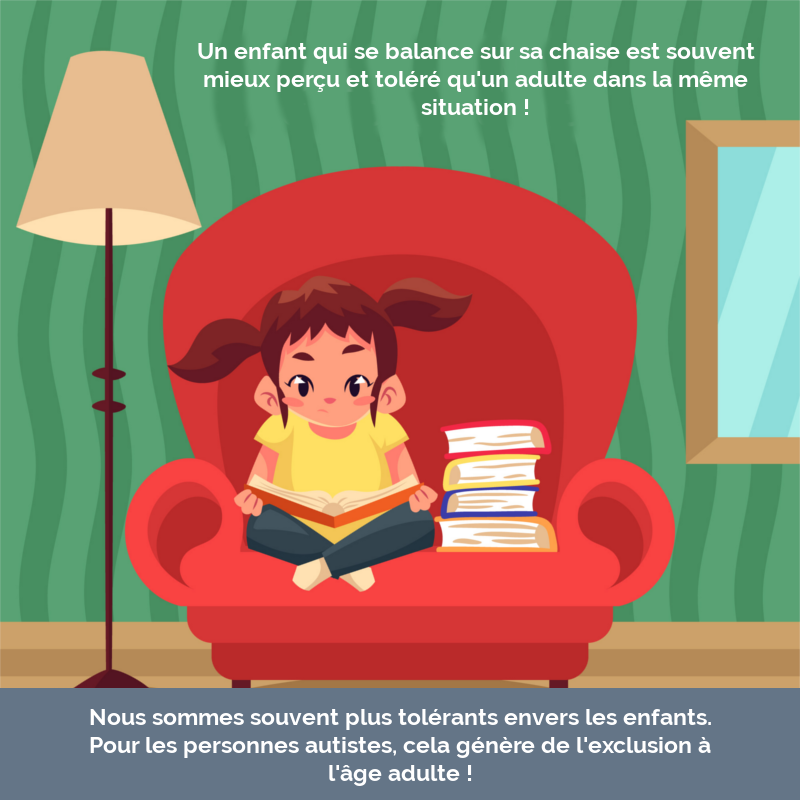 Un enfant qui se balance sur sa chaise est souvent
mieux perçu et toléré qu'un adulte dans la même
situation !
Nous sommes souvent plus tolérants envers les enfants.
Pour les personnes autistes, cela génère de l'exclusion à
l'âge adulte !